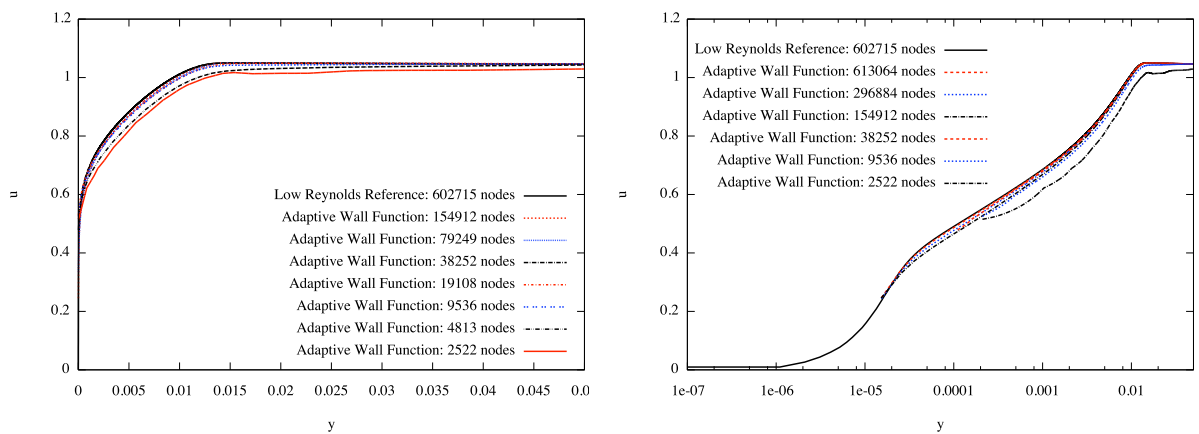 1.2
1
0.8
0.6
0.4
0.2
0
u
Low Reynolds Reference: 602715 nodes
Adaptive Wall Function: 154912 nodes
Adaptive Wall Function: 79249 nodes
Adaptive Wall Function: 38252 nodes
Adaptive Wall Function: 19108 nodes
Adaptive Wall Function: 9536 nodes
Adaptive Wall Function: 4813 nodes
Adaptive Wall Function: 2522 nodes
0 0.005 0.01 0.015 0.02 0.025 0.03 0.035 0.04 0.045 0.0
y
1.2
1
0.8
0.6
0.4
0.2
0
u
Low Reynolds Reference: 602715 nodes
Adaptive Wall Function: 613064 nodes
Adaptive Wall Function: 296884 nodes
Adaptive Wall Function: 154912 nodes
Adaptive Wall Function: 38252 nodes
Adaptive Wall Function: 9536 nodes
Adaptive Wall Function: 2522 nodes
1e-07 1e-06 1e-05 0.0001 0.001 0.01
y